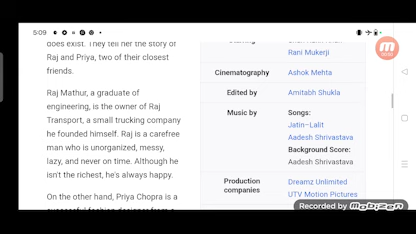 5:09
does exist. They tell her the story of
Raj and Priya, two of their closest
friends.
Raj Mathur, a graduate of
engineering, is the owner of Raj
Transport, a small trucking company
he founded himself. Raj is a carefree
man who is unorganized, messy,
lazy, and never on time. Although he
isn't the richest, he's always happy.
On the other hand, Priya Chopra is a
Rani Mukerji
Cinematography Ashok Mehta
Edited by Amitabh Shukla
Music by Songs:
Jatin–Lalit
Aadesh Shrivastava
Background Score:
Aadesh Shrivastava
Production Dreamz Unlimited
companies UTV Motion Pictures
Recorded by Mobizen